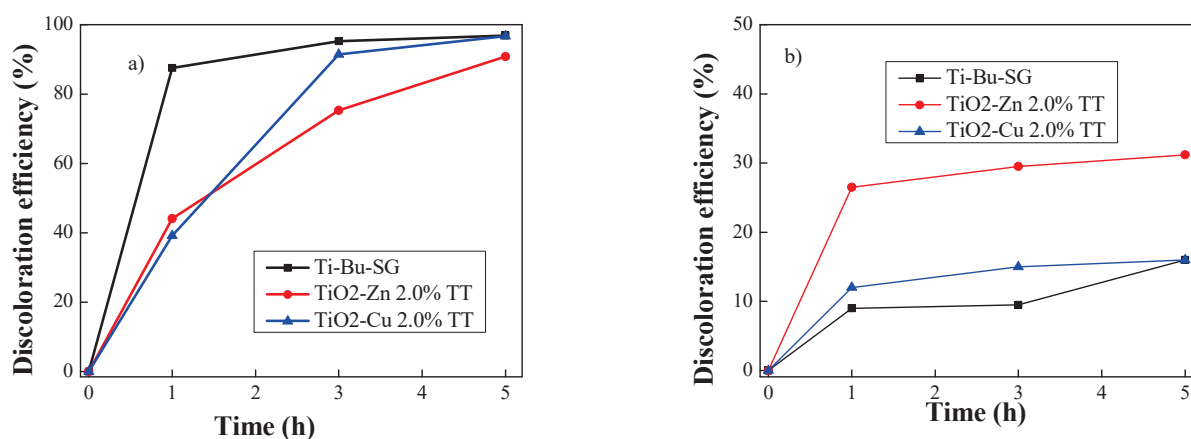 a)
Discoloration efficiency (%)
100
80
60
40
20
0
Ti-Bu-SG
TiO2-Zn 2.0% TT
TiO2-Cu 2.0% TT
0 1 2 3 4 5
Time (h)
b)
Discoloration efficiency (%)
50
40
30
20
10
0
Ti-Bu-SG
TiO2-Zn 2.0% TT
TiO2-Cu 2.0% TT
0 1 2 3 4 5
Time (h)